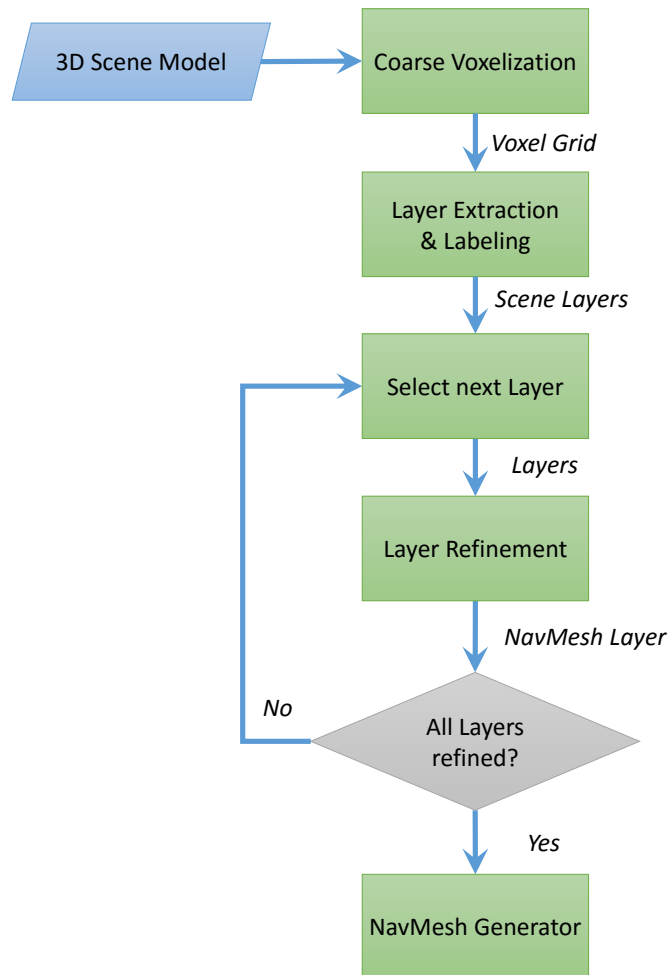 3D Scene Model
Coarse Voxelization
Voxel Grid
Layer Extraction
& Labeling
Scene Layers
Select next Layer
Layers
Layer Refinement
NavMesh Layer
No
All Layers
refined?
Yes
NavMesh Generator